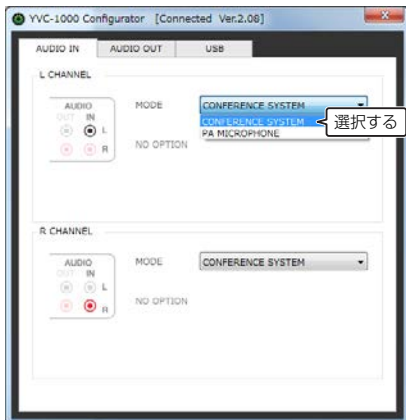 YVC-1000 Configurator [Connected Ver.2.08]
AUDIO IN AUDIO OUT USB
L CHANNEL
AUDIO
OUT IN
L
R
MODE CONFERENCE SYSTEM
CONFERENCE SYSTEM
PA MICROPHONE
選択する
NO OPTION
R CHANNEL
AUDIO
OUT IN
L
R
MODE CONFERENCE SYSTEM
NO OPTION